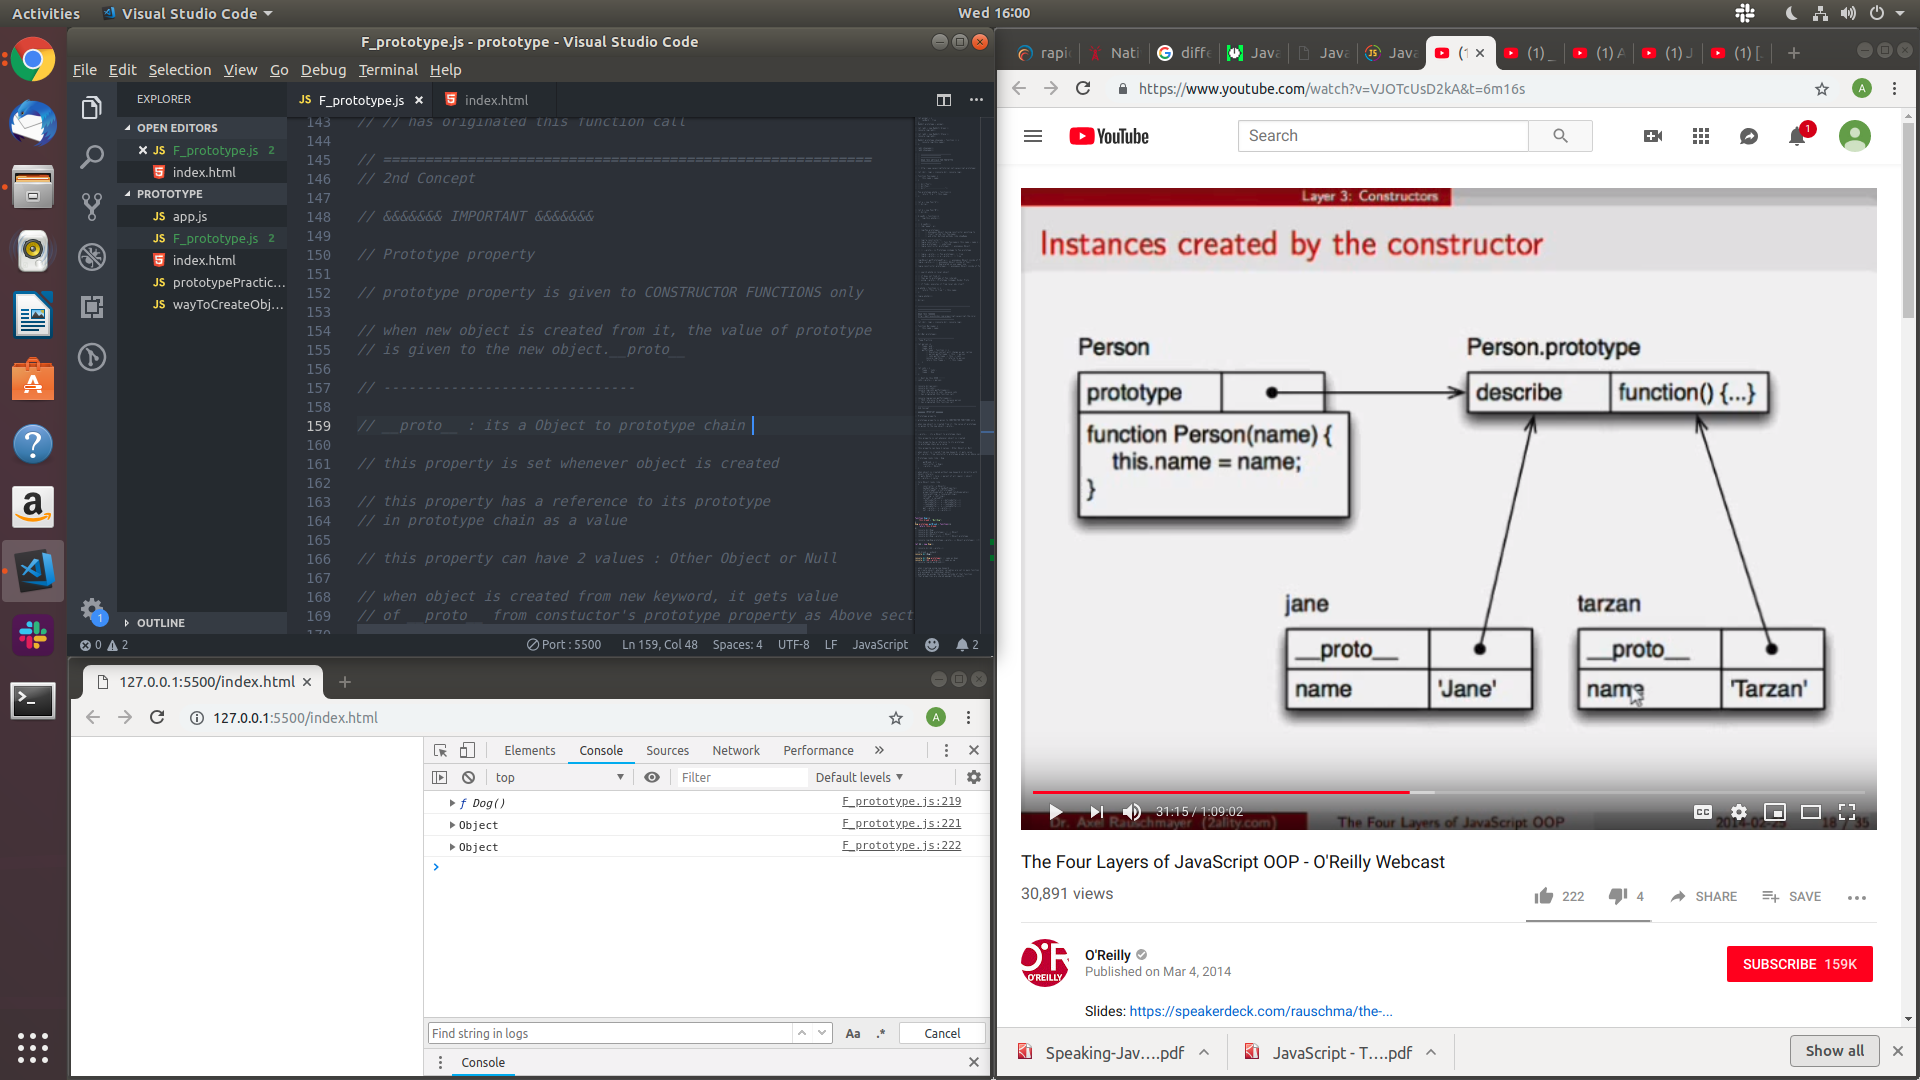 Activities
Visual Studio Code
Wed 16:00
F_prototype.js - prototype - Visual Studio Code
File Edit Selection View Go Debug Terminal Help
EXPLORER
OPEN EDITORS
F_prototype.js 2
index.html
PROTOTYPE
app.js
F_prototype.js 2
index.html
prototypePractic...
wayToCreateObj...
OUTLINE
1
F_prototype.js
index.html
143 // // has originated this function call
144
145 // ==========================================================
146 // 2nd Concept
147
148 // &&&&&&& IMPORTANT &&&&&&&
149
150 // Prototype property
151
152 // prototype property is given to CONSTRUCTOR FUNCTIONS only
153
154 // when new object is created from it, the value of prototype
155 // is given to the new object.__proto__
156
157 // ------------------------------
158
159 // __proto__ : its a Object to prototype chain
160
161 // this property is set whenever object is created
162
163 // this property has a reference to its prototype
164 // in prototype chain as a value
165
166 // this property can have 2 values : Other Object or Null
167
168 // when object is created from new keyword, it gets value
169 // of __proto__ from constuctor's prototype property as Above sect
0 2
Port : 5500
Ln 159, Col 48
Spaces: 4
UTF-8
LF
JavaScript
2
127.0.0.1:5500/index.html
127.0.0.1:5500/index.html
A
Elements Console Sources Network Performance
top
Filter
Default levels
f Dog() F_prototype.js:219
Object F_prototype.js:221
Object F_prototype.js:222
Find string in logs
Aa .* Cancel
Console
rapi
Nati
diffe
Java
Java
Java
(1
(1) _
(1) A
(1) J
(1) [
https://www.youtube.com/watch?v=VJOTcUsD2kA&t=6m16s
A
YouTube
Search
1
Layer 3: Constructors
Instances created by the constructor
Person
prototype
function Person(name) {
this.name = name;
}
Person.prototype
describe function() {...}
jane
__proto__
name 'Jane'
tarzan
__proto__
name 'Tarzan'
31:15 / 1:09:02
CC
Dr. Axel Rauschmayer (2ality.com)
The Four Layers of JavaScript OOP
18 / 35
The Four Layers of JavaScript OOP - O'Reilly Webcast
30,891 views
222
4
SHARE
SAVE
O'REILLY
O'Reilly
Published on Mar 4, 2014
SUBSCRIBE 159K
Slides: https://speakerdeck.com/rauschma/the-...
Speaking-Jav....pdf
JavaScript - T....pdf
Show all